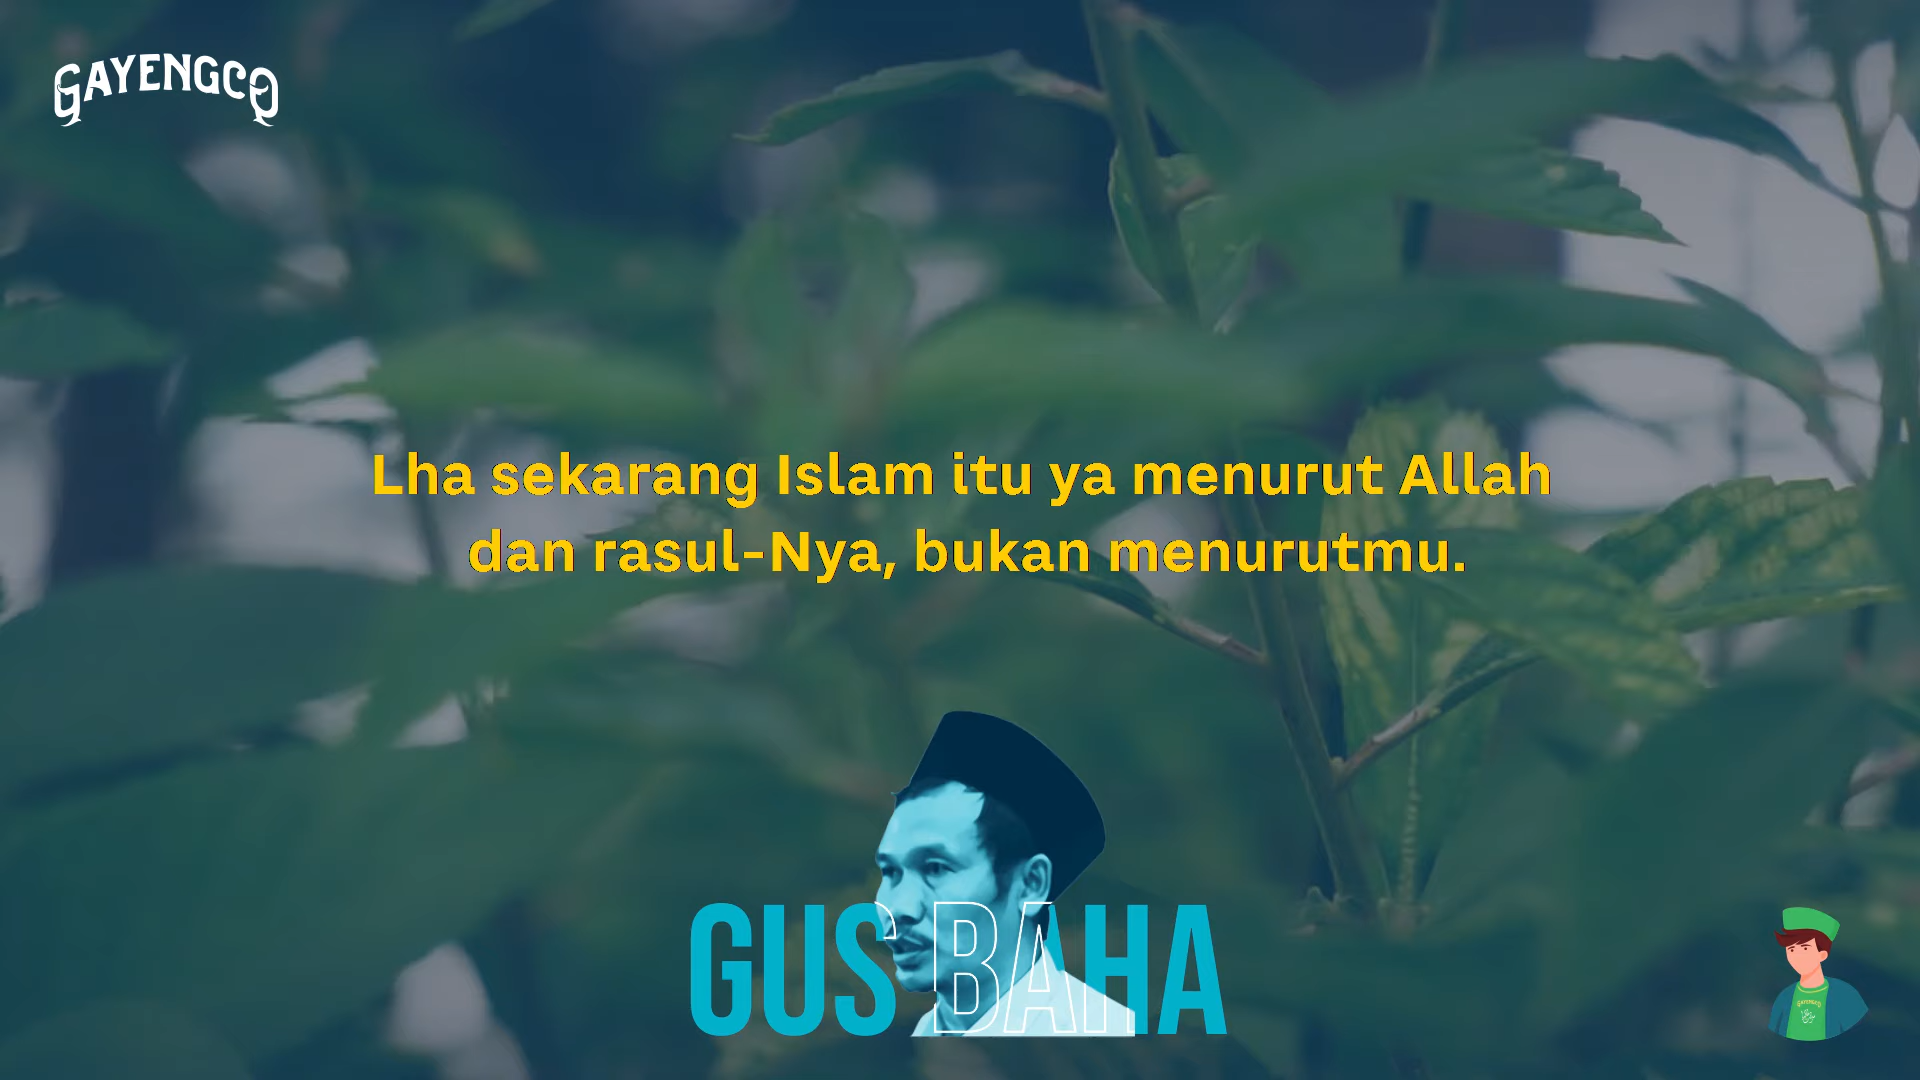 GAYENGCO
Lha sekarang Islam itu ya menurut Allah
dan rasul-Nya, bukan menurutmu.
GUS BAHA